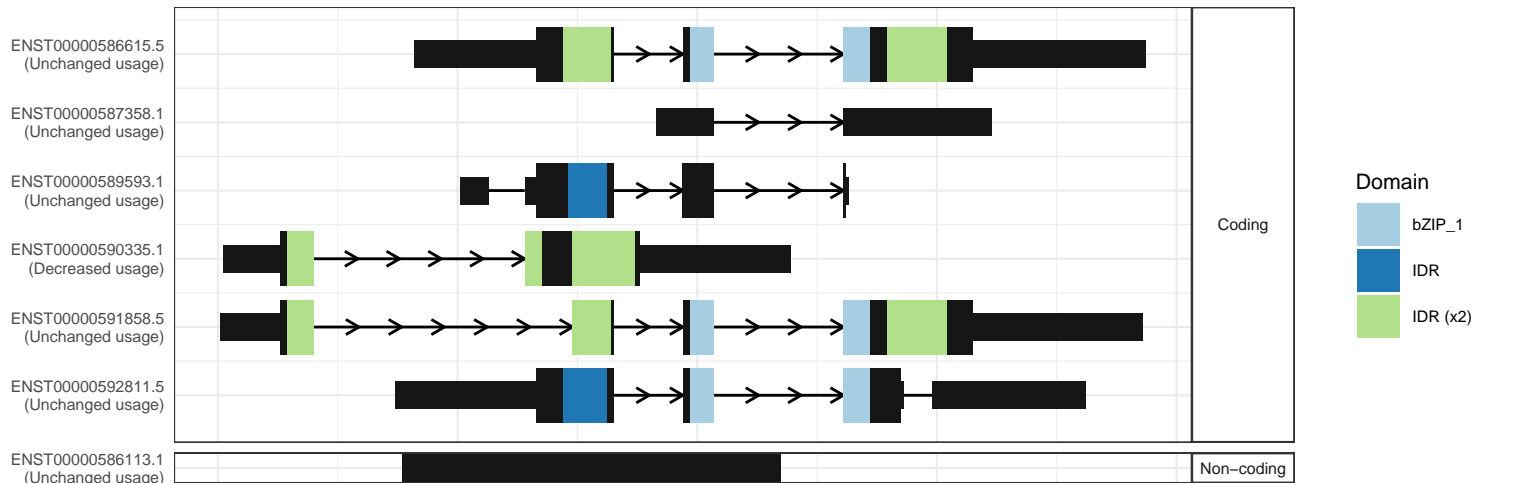 ENST00000586615.5
(Unchanged usage)
ENST00000587358.1
(Unchanged usage)
ENST00000589593.1
(Unchanged usage)
ENST00000590335.1
(Decreased usage)
ENST00000591858.5
(Unchanged usage)
ENST00000592811.5
(Unchanged usage)
ENST00000586113.1
(Unchanged usage)
Coding
Non−coding
Domain
bZIP_1
IDR
IDR (x2)